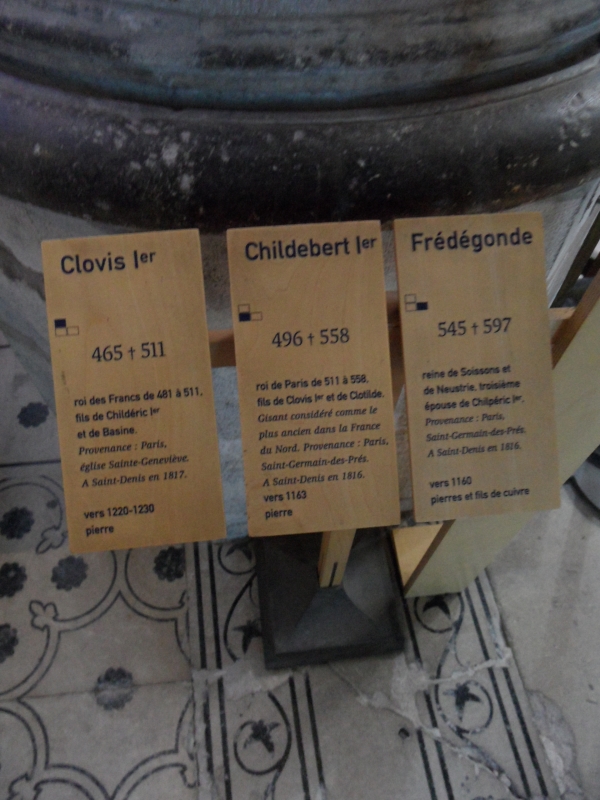 Clovis Ier
465 † 511
roi des Francs de 481 à 511,
fils de Childéric Ier
et de Basine.
Provenance : Paris,
église Sainte-Geneviève.
A Saint-Denis en 1817.
vers 1220-1230
pierre
Childebert Ier
496 † 558
roi de Paris de 511 à 558,
fils de Clovis Ier et de Clotilde.
Gisant considéré comme le
plus ancien dans la France
du Nord. Provenance : Paris,
Saint-Germain-des-Prés.
A Saint-Denis en 1816.
vers 1163
pierre
Frédégonde
545 † 597
reine de Soissons et
de Neustrie, troisième
épouse de Chilpéric Ier.
Provenance : Paris,
Saint-Germain-des-Prés.
A Saint-Denis en 1816.
vers 1160
pierres et fils de cuivre